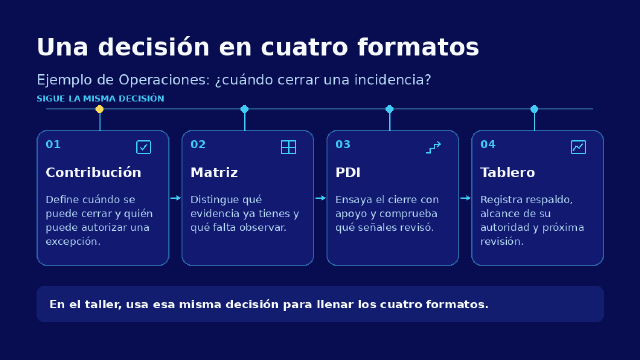 Una decisión en cuatro formatos
Ejemplo de Operaciones: ¿cuándo cerrar una incidencia?
SIGUE LA MISMA DECISIÓN
01
Contribución
Define cuándo se
puede cerrar y quién
puede autorizar una
excepción.
02
Matriz
Distingue qué
evidencia ya tienes y
qué falta observar.
03
PDI
Ensaya el cierre con
apoyo y comprueba
qué señales revisó.
04
Tablero
Registra respaldo,
alcance de su
autoridad y próxima
revisión.
En el taller, usa esa misma decisión para llenar los cuatro formatos.